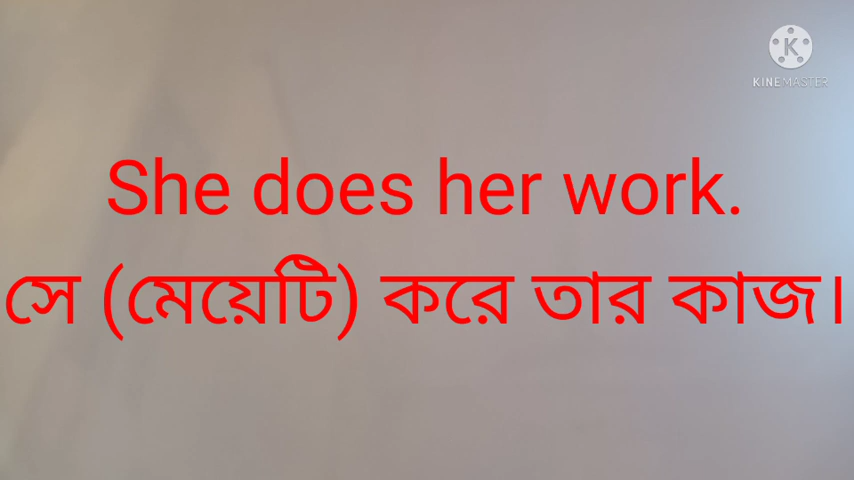 KINEMASTER
She does her work.
সে (মেয়েটি) করে তার কাজ।